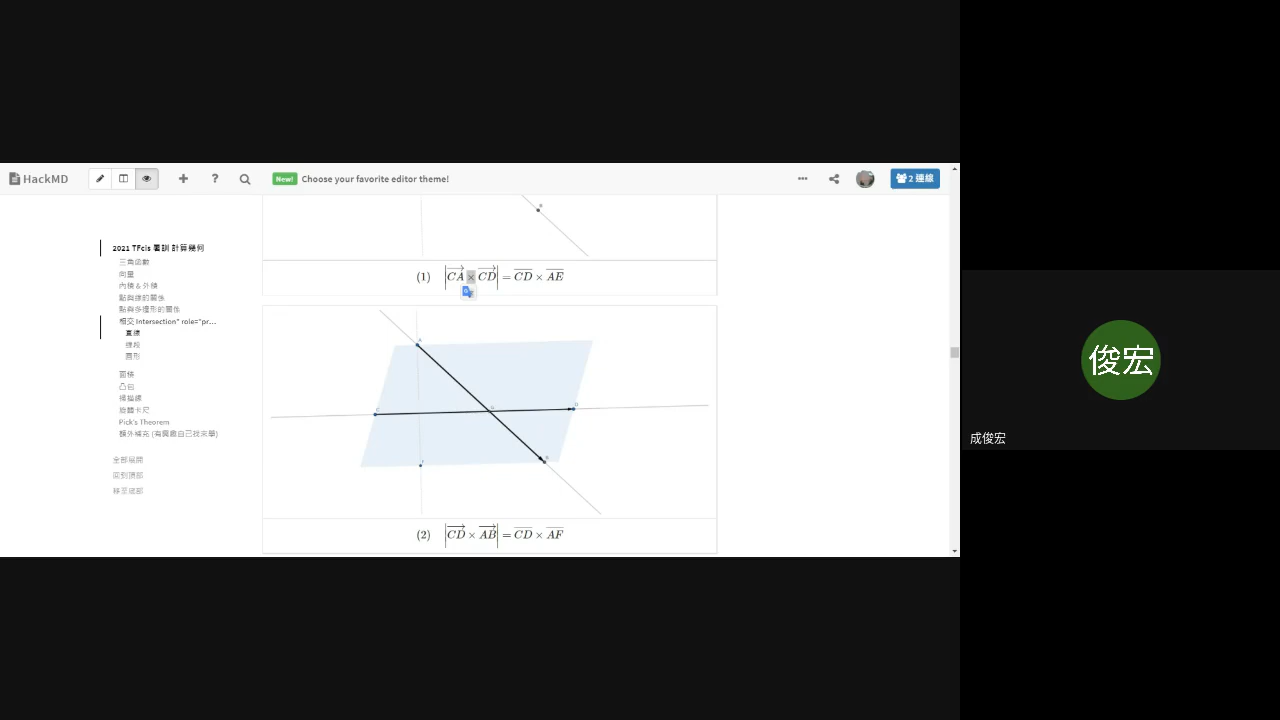 HackMD
New! Choose your favorite editor theme!
2 連線
2021 TFcis 暑訓 計算幾何
三角函數
向量
內積 & 外積
點與線的關係
點與多邊形的關係
相交 Intersection" role="pr...
直線
線段
圓形
面積
凸包
掃描線
旋轉卡尺
Pick's Theorem
額外補充 (有興趣自己找來學)
全部展開
回到頂部
移至底部
(1) |CA × CD| = CD × AE
A
C
D
F
(2) |CD × AB| = CD × AF
俊宏
成俊宏